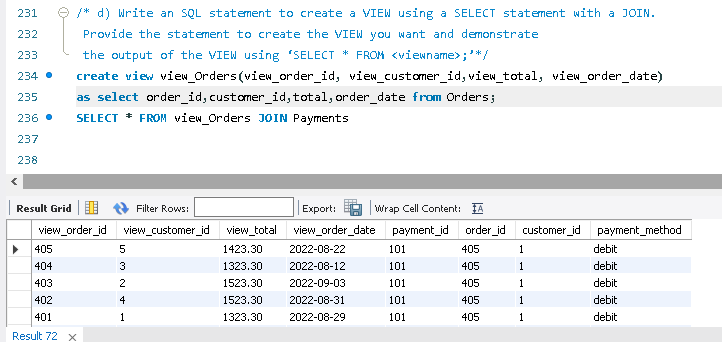 231 /* d) Write an SQL statement to create a VIEW using a SELECT statement with a JOIN.
232 Provide the statement to create the VIEW you want and demonstrate
233 the output of the VIEW using ‘SELECT * FROM <viewname>;’*/
234 create view view_Orders(view_order_id, view_customer_id,view_total, view_order_date)
235 as select order_id,customer_id,total,order_date from Orders;
236 SELECT * FROM view_Orders JOIN Payments
237
238
Result Grid Filter Rows: Export: Wrap Cell Content: IA
view_order_id view_customer_id view_total view_order_date payment_id order_id customer_id payment_method
405 5 1423.30 2022-08-22 101 405 1 debit
404 3 1323.30 2022-08-12 101 405 1 debit
403 2 1523.30 2022-09-03 101 405 1 debit
402 4 1523.30 2022-08-31 101 405 1 debit
401 1 1323.30 2022-08-29 101 405 1 debit
Result 72 ×